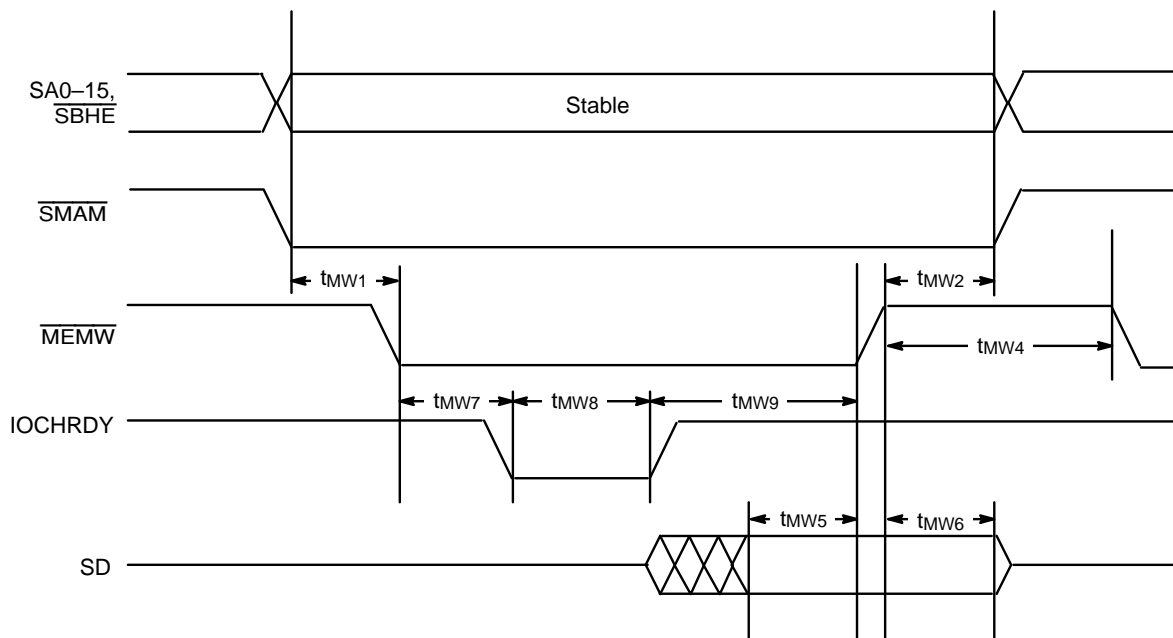 SA0–15,
SBHE
Stable
SMAM
tMW1
tMW2
MEMW
tMW4
tMW7
tMW8
tMW9
IOCHRDY
tMW5
tMW6
SD